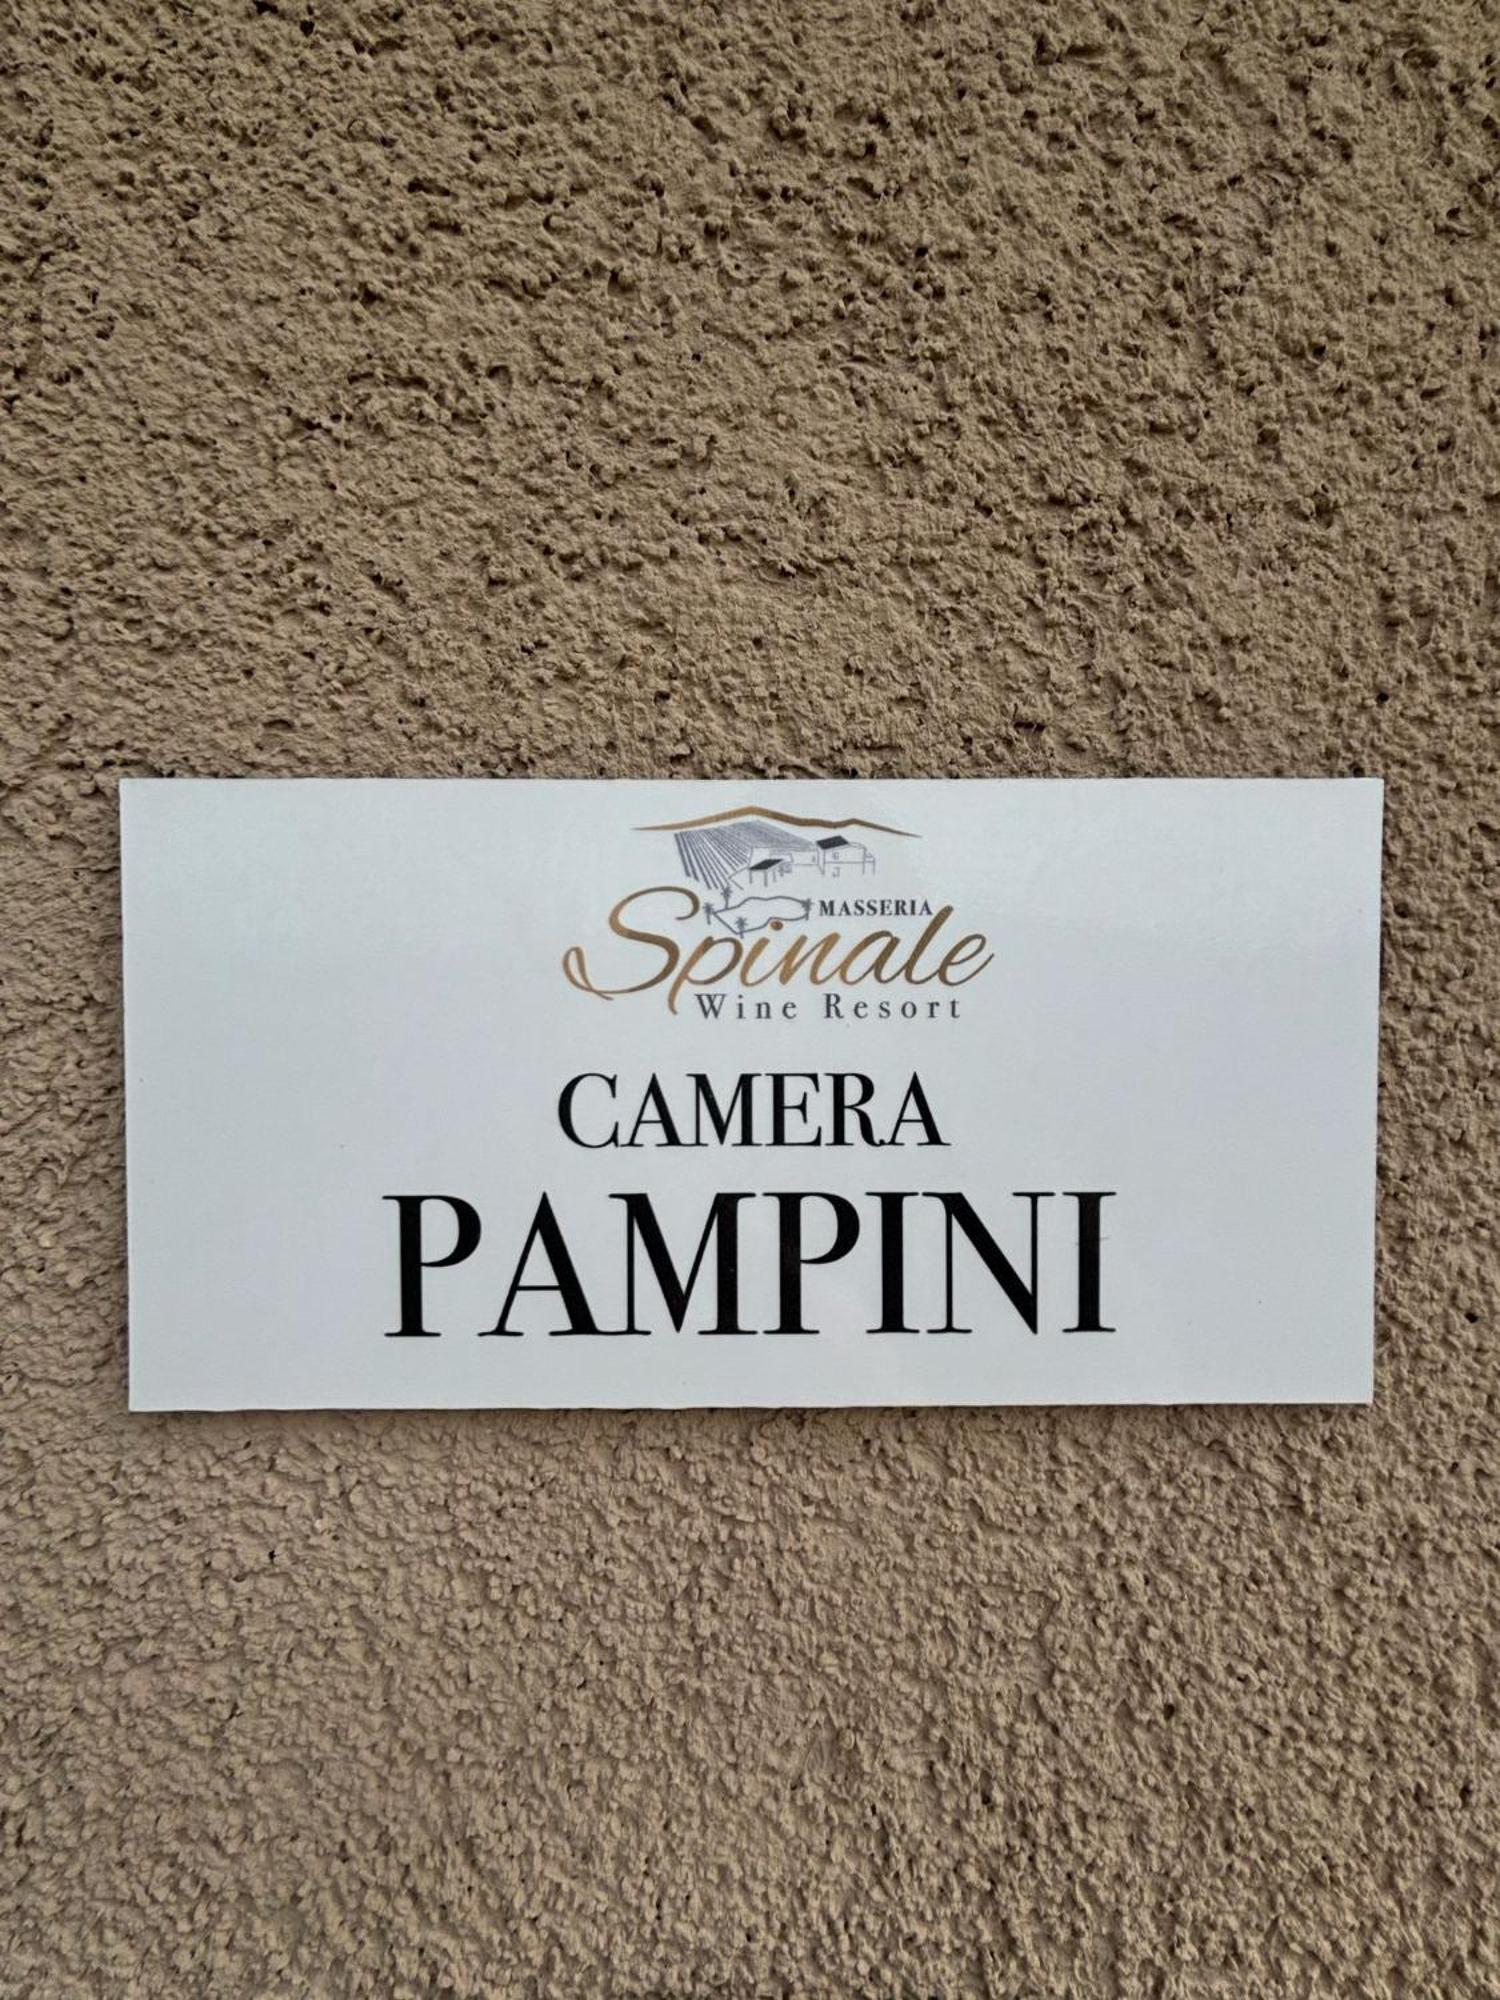 MASSERIA
Spinale
Wine Resort
CAMERA
PAMPINI